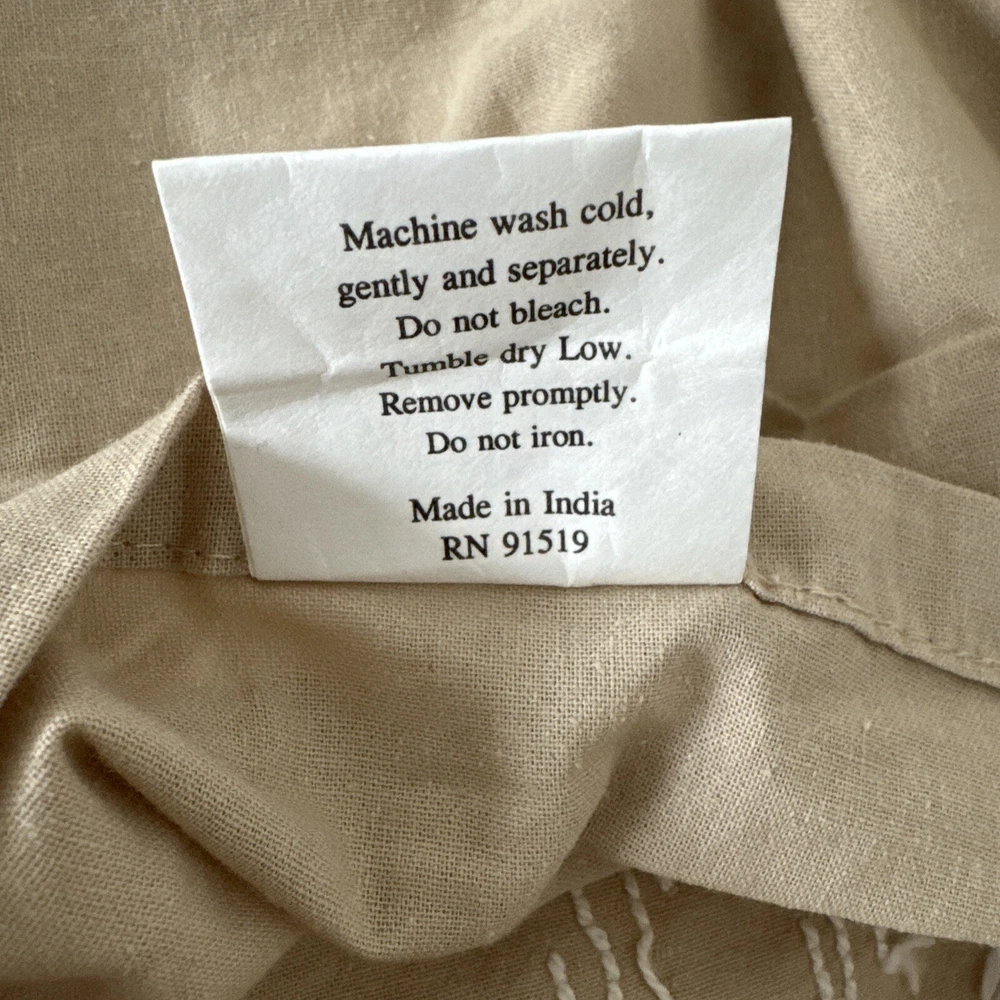 Machine wash cold,
gently and separately.
Do not bleach.
Tumble dry Low.
Remove promptly.
Do not iron.
Made in India
RN 91519